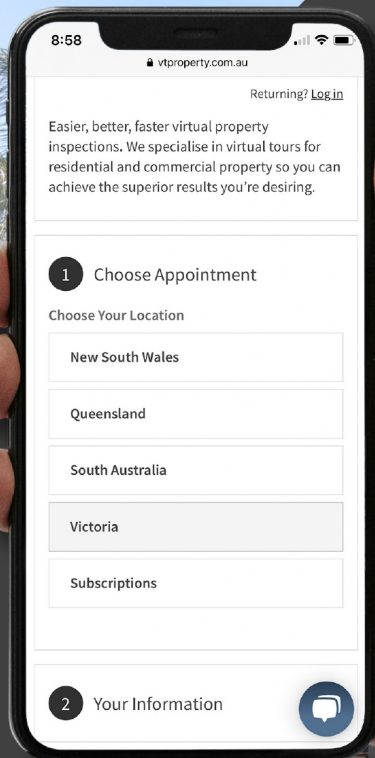 8:58
vtproperty.com.au
Returning? Log in
Easier, better, faster virtual property
inspections. We specialise in virtual tours for
residential and commercial property so you can
achieve the superior results you’re desiring.
1 Choose Appointment
Choose Your Location
New South Wales
Queensland
South Australia
Victoria
Subscriptions
2 Your Information